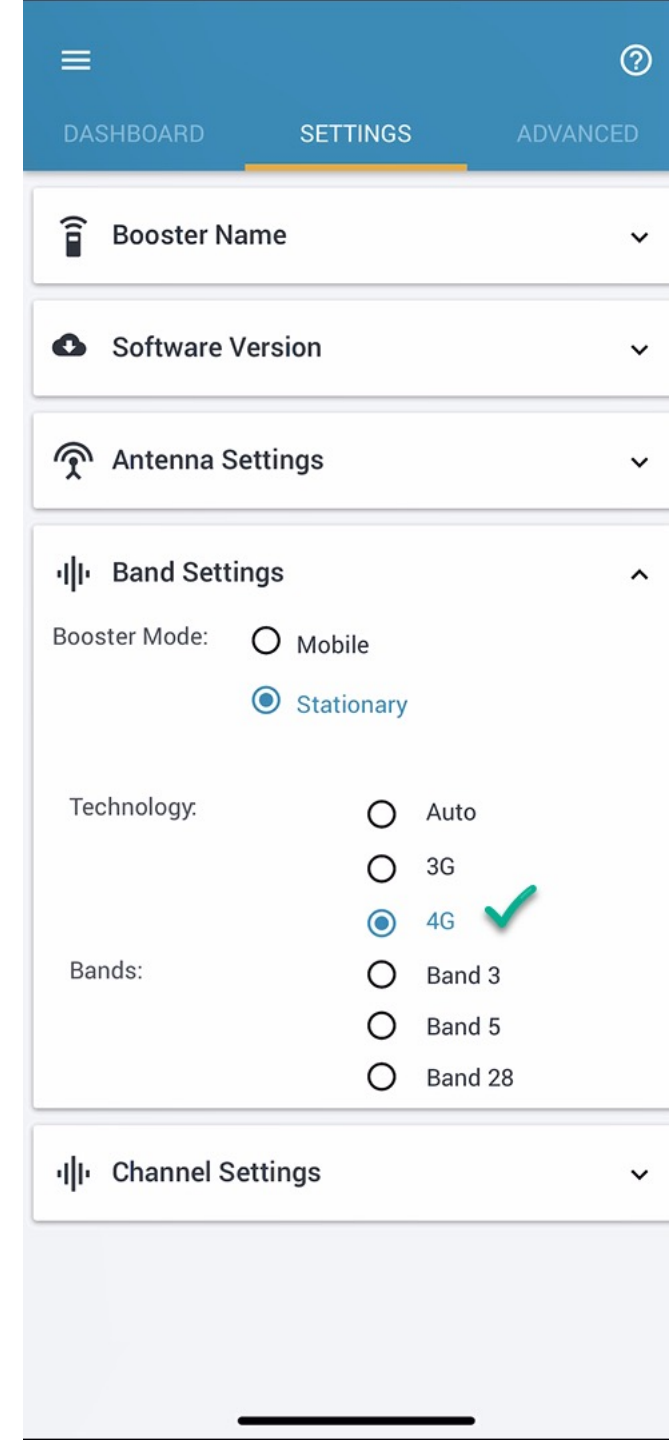 DASHBOARD SETTINGS ADVANCED
Booster Name
Software Version
Antenna Settings
Band Settings
Booster Mode: Mobile
Stationary
Technology: Auto
3G
4G
Bands: Band 3
Band 5
Band 28
Channel Settings